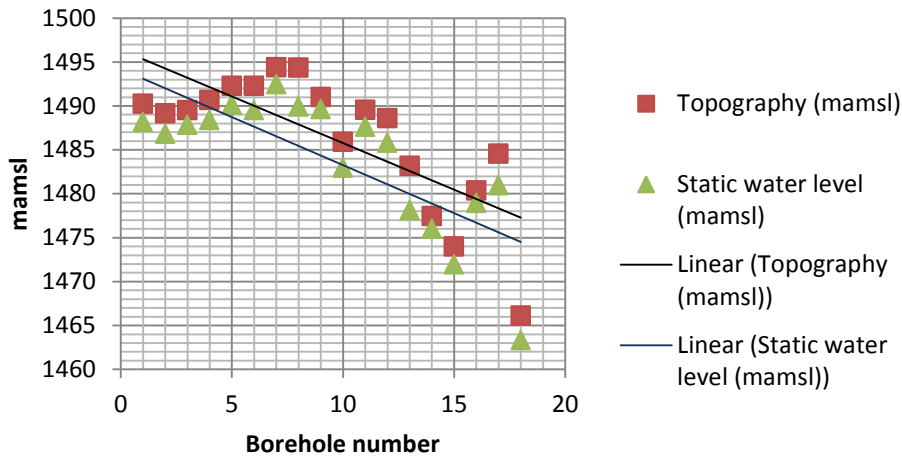 1500
1495
1490
1485
1480
1475
1470
1465
1460
mamsl
0
5
10
15
20
Borehole number
Topography (mamsl)
Static water level
(mamsl)
Linear (Topography
(mamsl))
Linear (Static water
level (mamsl))